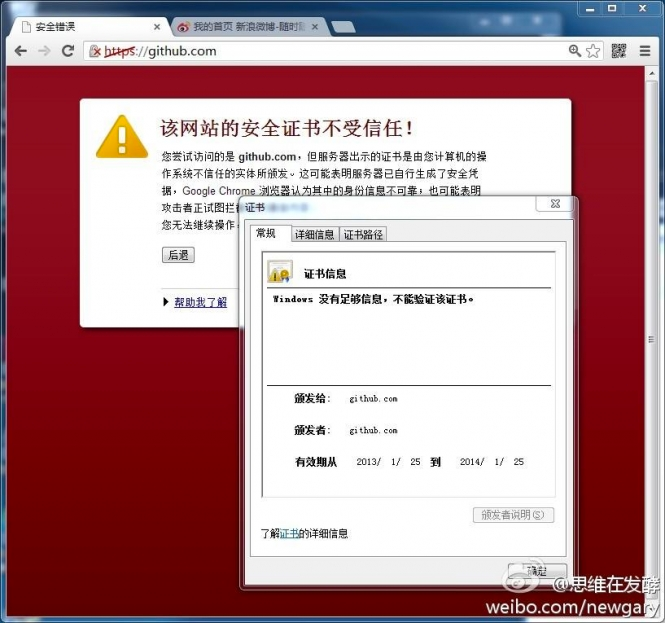 安全错误
我的首页 新浪微博-随时随
https://github.com
该网站的安全证书不受信任！
您尝试访问的是 github.com，但服务器出示的证书是由您计算机的操
作系统不信任的实体所颁发。这可能表明服务器已自行生成了安全凭
据，Google Chrome 浏览器认为其中的身份信息不可靠；也可能表明
攻击者正试图拦
您无法继续操作，
后退
帮助我了解
证书
常规
详细信息
证书路径
证书信息
Windows 没有足够信息，不能验证该证书。
颁发给： github.com
颁发者： github.com
有效期从 2013/ 1/ 25 到 2014/ 1/ 25
颁发者说明(S)
了解证书的详细信息
确定
@思维在发酵
weibo.com/newgary